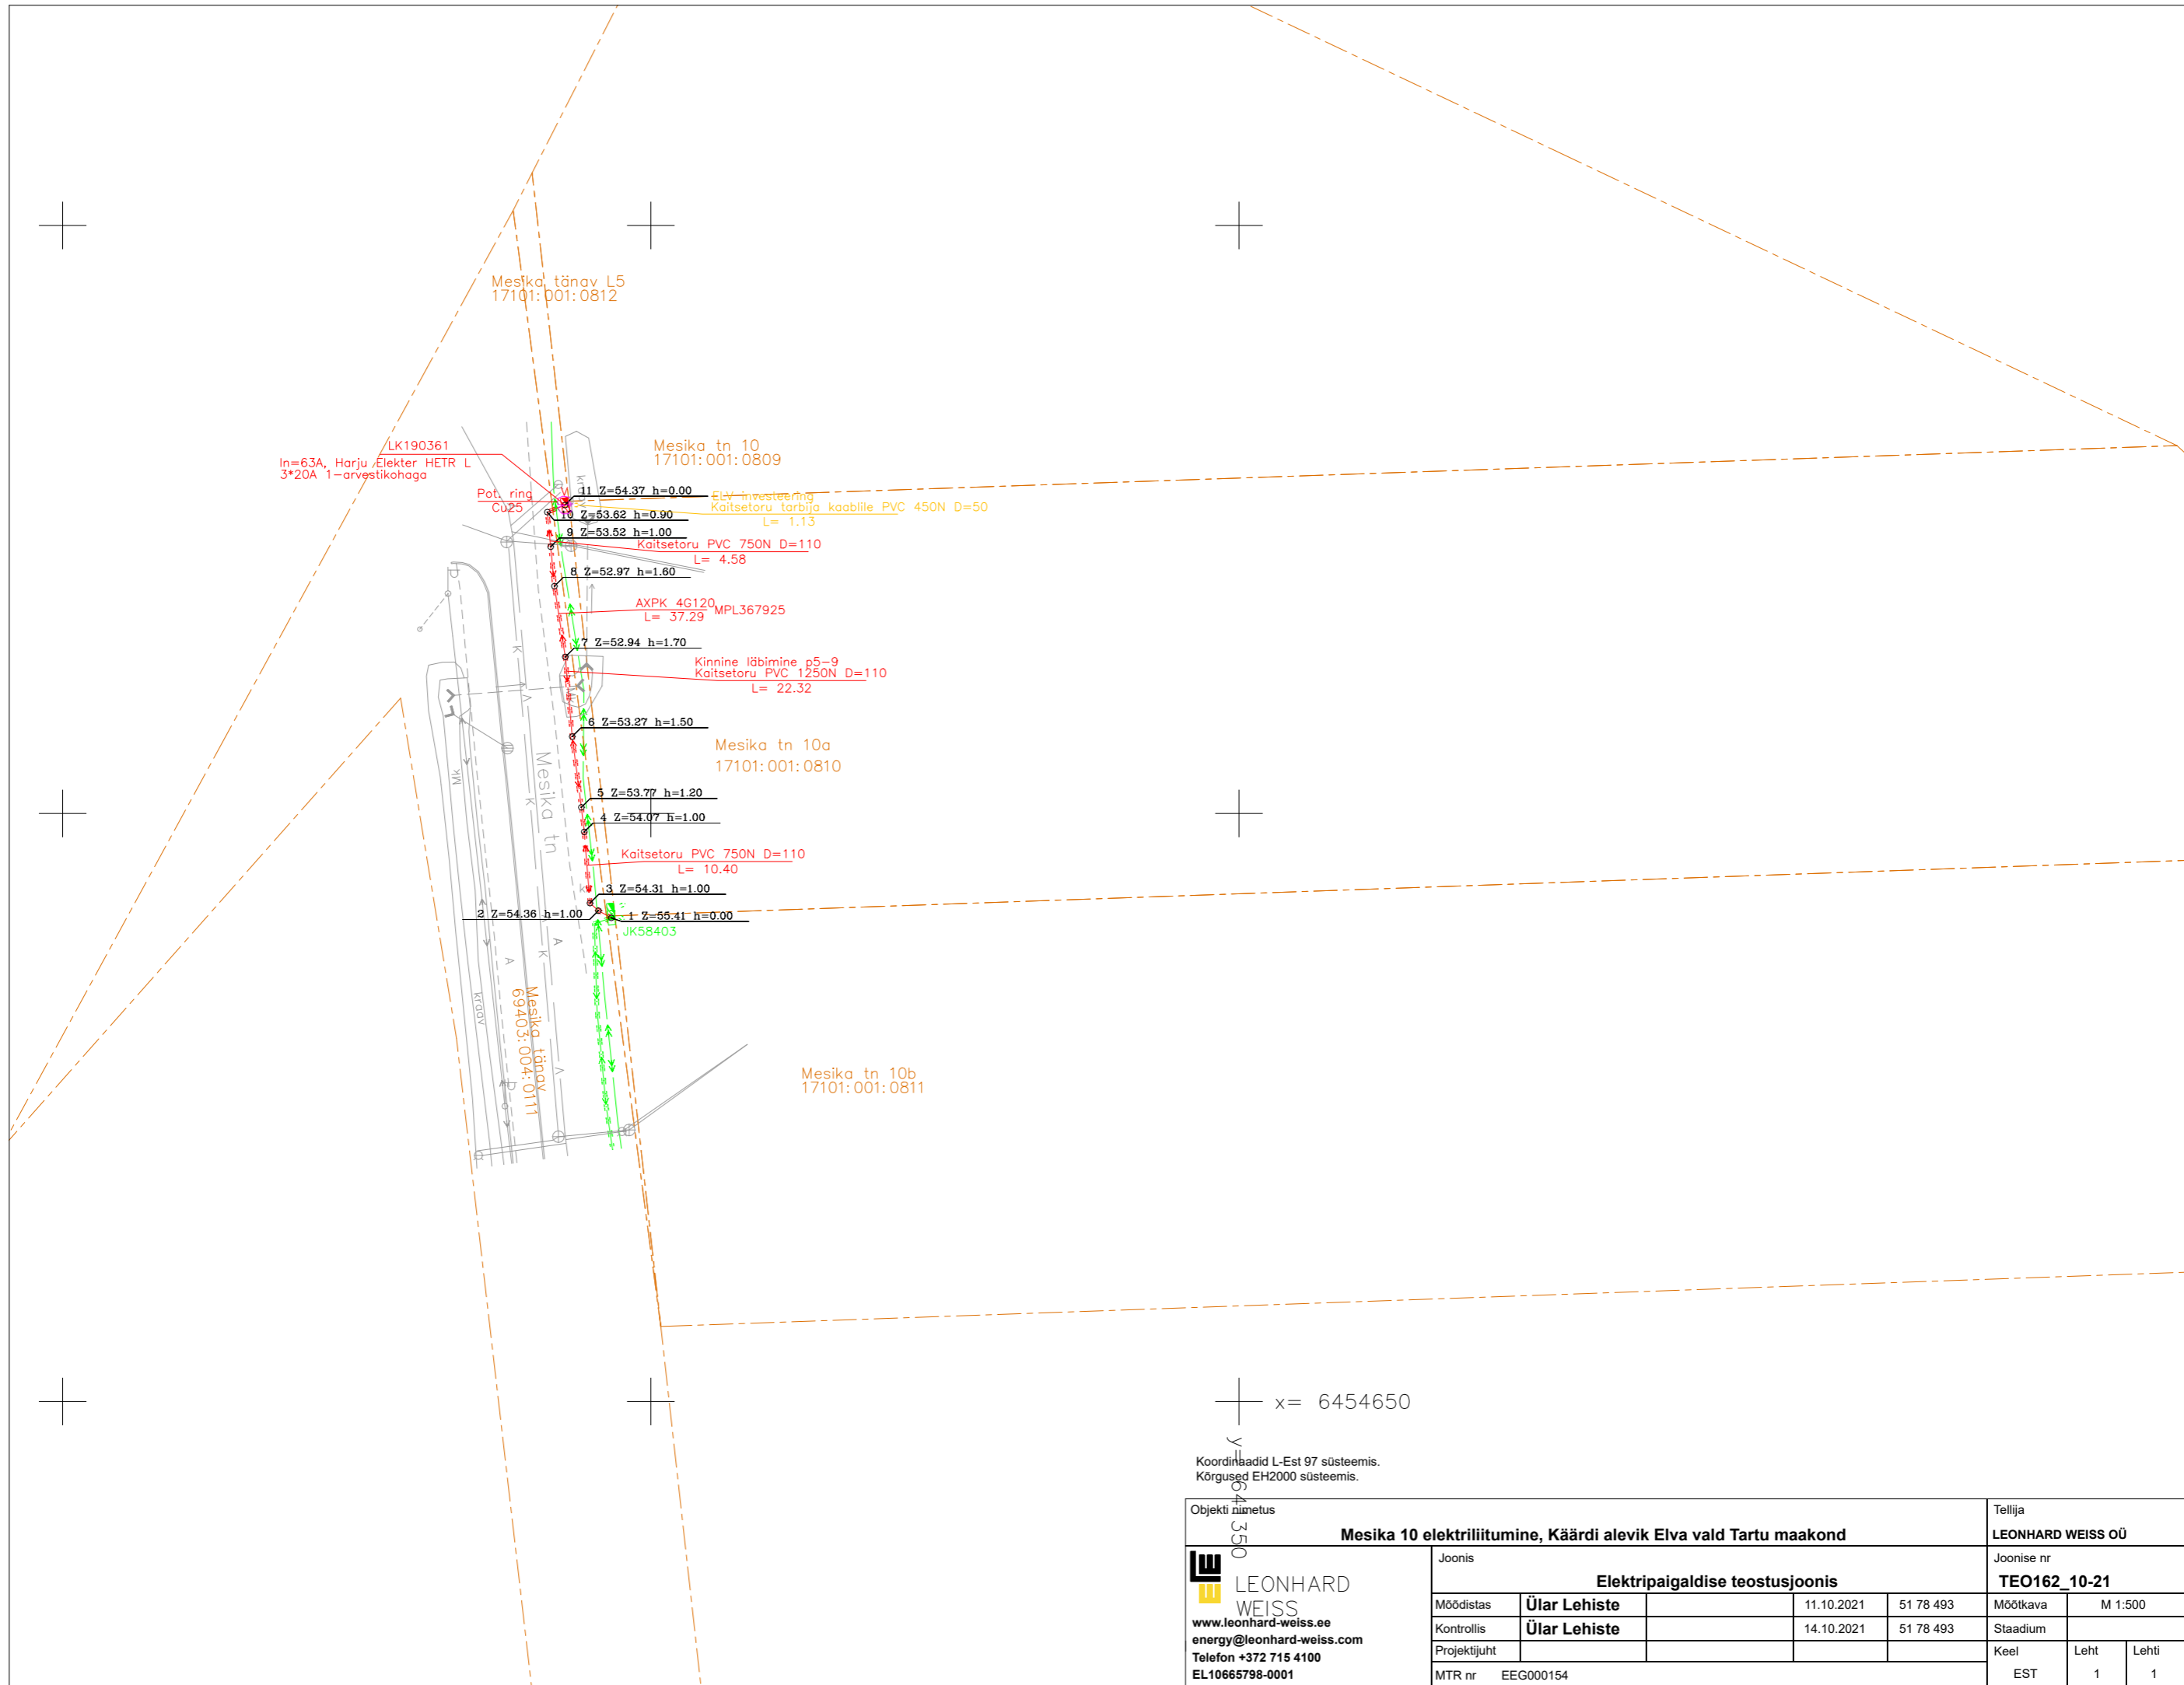 Mesika tänav L5
17101:001:0812
LK190361
In=63A, Harju Elekter HETR L
3*20A 1-arvestikohaga
Mesika tn 10
17101:001:0809
Pot. ring
Cu25
kraav
11 Z=54.37 h=0.00
ELV investeering
Kaitsetoru tarbija kaablile PVC 450N D=50
L= 1.13
10 Z=53.62 h=0.90
9 Z=53.52 h=1.00
Kaitsetoru PVC 750N D=110
L= 4.58
8 Z=52.97 h=1.60
AXPK 4G120
L= 37.29
MPL367925
7 Z=52.94 h=1.70
Kinnine läbimine p5-9
Kaitsetoru PVC 1250N D=110
L= 22.32
6 Z=53.27 h=1.50
Mesika tn 10a
17101:001:0810
Mk
Mesika tn
5 Z=53.77 h=1.20
4 Z=54.07 h=1.00
Kaitsetoru PVC 750N D=110
L= 10.40
3 Z=54.31 h=1.00
2 Z=54.36 h=1.00
1 Z=55.41 h=0.00
JK58403
K
K
K
A
A
kraav
Mesika tänav
69403:004:0111
Mesika tn 10b
17101:001:0811
x= 6454650
y= 641350
Koordinaadid L-Est 97 süsteemis.
Kõrgused EH2000 süsteemis.
Objekti nimetus
Mesika 10 elektriliitumine, Käärdi alevik Elva vald Tartu maakond
Tellija
LEONHARD WEISS OÜ
LEONHARD
WEISS
www.leonhard-weiss.ee
energy@leonhard-weiss.com
Telefon +372 715 4100
EL10665798-0001
Joonis
Elektripaigaldise teostusjoonis
Joonise nr
TEO162_10-21
Mõõdistas Ülar Lehiste 11.10.2021 51 78 493
Mõõtkava M 1:500
Kontrollis Ülar Lehiste 14.10.2021 51 78 493
Staadium
Projektijuht
Keel Leht Lehti
EST 1 1
MTR nr EEG000154